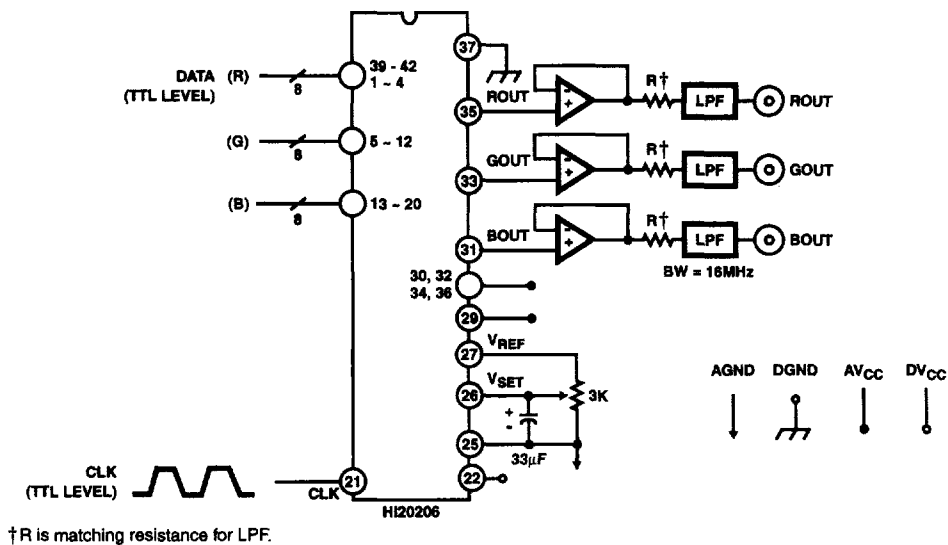 DATA
(TTL LEVEL)
(R)
8
39 - 42
1 ~ 4
(G)
8
5 ~ 12
(B)
8
13 ~ 20
CLK
(TTL LEVEL)
21
CLK
HI20206
37
ROUT
35
GOUT
33
BOUT
31
30, 32
34, 36
29
VREF
27
VSET
26
25
22
+
-
33µF
3K
- + R† LPF ROUT
- + R† LPF GOUT
- + R† LPF BOUT
BW = 16MHz
AGND DGND AVCC DVCC
†R is matching resistance for LPF.